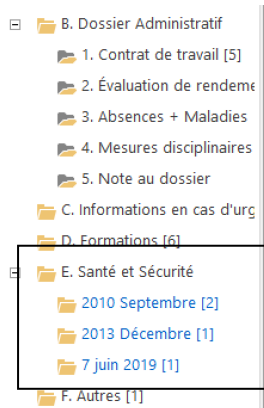 B. Dossier Administratif
1. Contrat de travail [5]
2. Évaluation de rendeme
3. Absences + Maladies
4. Mesures disciplinaires
5. Note au dossier
C. Informations en cas d'urg
D. Formations [6]
E. Santé et Sécurité
2010 Septembre [2]
2013 Décembre [1]
7 juin 2019 [1]
F. Autres [1]